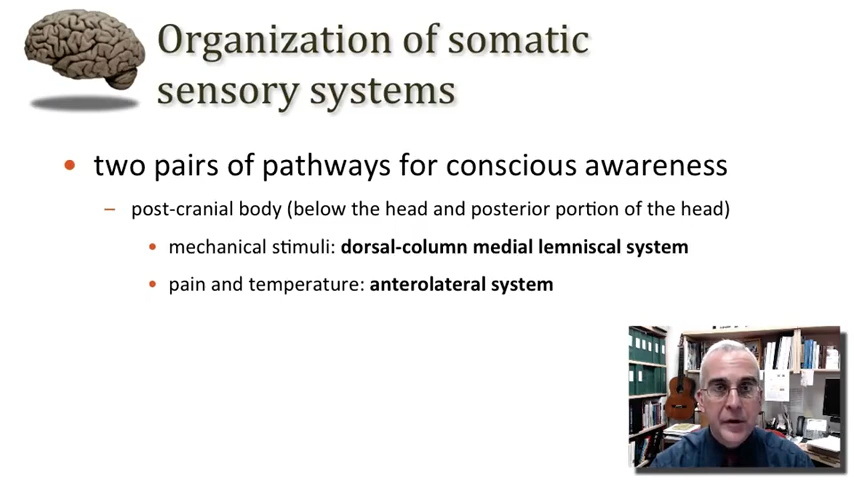 Organization of somatic
sensory systems
• two pairs of pathways for conscious awareness
– post-cranial body (below the head and posterior portion of the head)
• mechanical stimuli: dorsal-column medial lemniscal system
• pain and temperature: anterolateral system